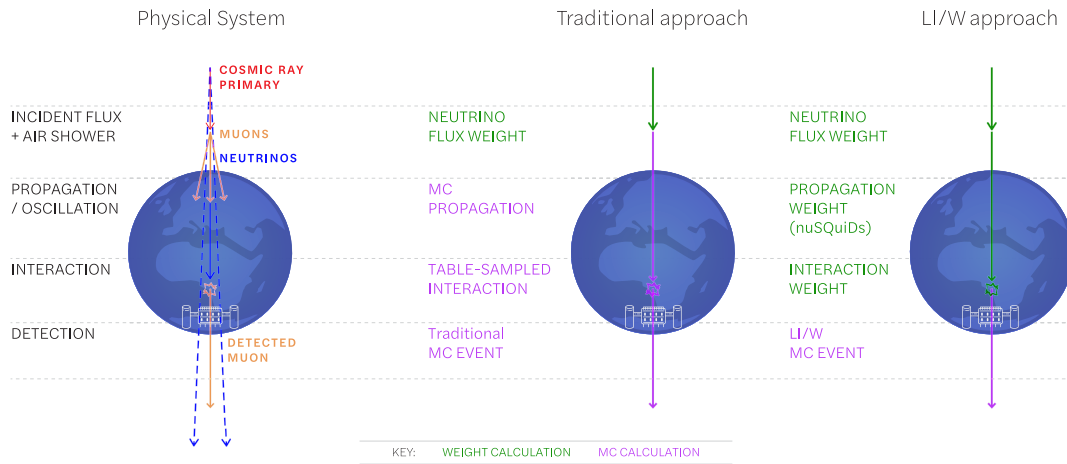 Physical System
Traditional approach
LI/W approach
COSMIC RAY
PRIMARY
INCIDENT FLUX
+ AIR SHOWER
MUONS
NEUTRINOS
NEUTRINO
FLUX WEIGHT
NEUTRINO
FLUX WEIGHT
PROPAGATION
/ OSCILLATION
MC
PROPAGATION
PROPAGATION
WEIGHT
(nuSQuiDs)
INTERACTION
TABLE-SAMPLED
INTERACTION
INTERACTION
WEIGHT
DETECTION
DETECTED
MUON
Traditional
MC EVENT
LI/W
MC EVENT
KEY: WEIGHT CALCULATION MC CALCULATION